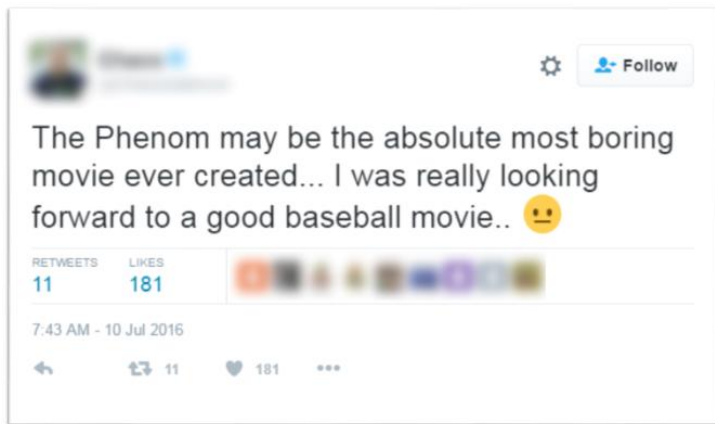 Follow
The Phenom may be the absolute most boring
movie ever created... I was really looking
forward to a good baseball movie.. 😐
RETWEETS LIKES
11 181
7:43 AM - 10 Jul 2016
11 181